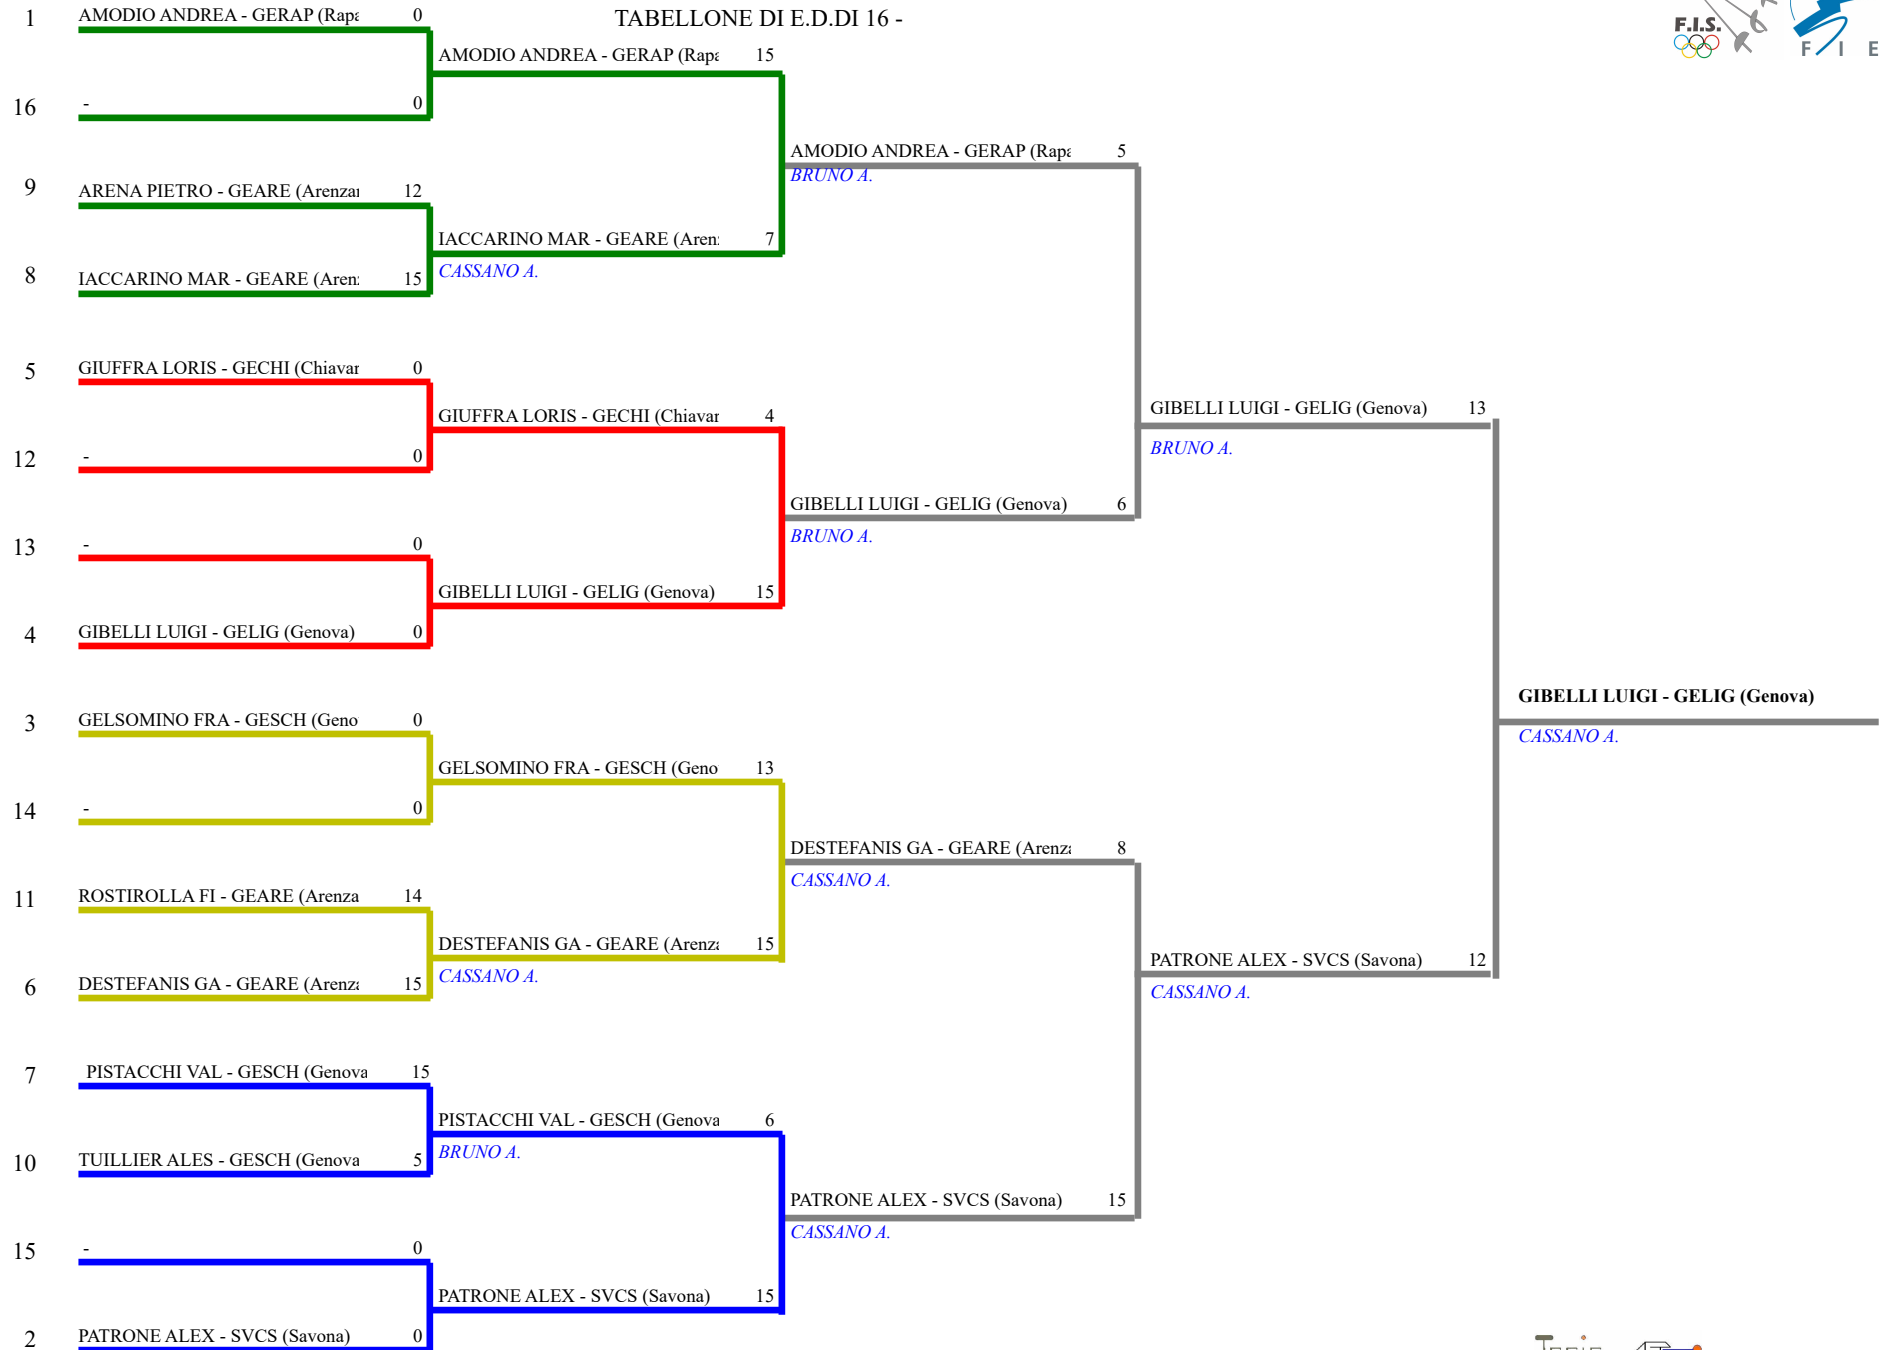 TABELLONE DI E.D.DI 16 -
F.I.S.
F I E
1 AMODIO ANDREA - GERAP (Rapa 0
AMODIO ANDREA - GERAP (Rapa 15
16 - 0
AMODIO ANDREA - GERAP (Rapa 5
BRUNO A.
9 ARENA PIETRO - GEARE (Arenzan 12
IACCARINO MAR - GEARE (Aren: 7
CASSANO A.
8 IACCARINO MAR - GEARE (Aren: 15
5 GIUFFRA LORIS - GECHI (Chiavar 0
GIUFFRA LORIS - GECHI (Chiavar 4
GIBELLI LUIGI - GELIG (Genova) 13
BRUNO A.
12 - 0
GIBELLI LUIGI - GELIG (Genova) 6
BRUNO A.
13 - 0
GIBELLI LUIGI - GELIG (Genova) 15
4 GIBELLI LUIGI - GELIG (Genova) 0
GIBELLI LUIGI - GELIG (Genova)
CASSANO A.
3 GELSOMINO FRA - GESCH (Geno 0
GELSOMINO FRA - GESCH (Geno 13
14 - 0
DESTEFANIS GA - GEARE (Arenza 8
CASSANO A.
11 ROSTIROLLA FI - GEARE (Arenza 14
DESTEFANIS GA - GEARE (Arenza 15
CASSANO A.
PATRONE ALEX - SVCS (Savona) 12
CASSANO A.
6 DESTEFANIS GA - GEARE (Arenza 15
7 PISTACCHI VAL - GESCH (Genova 15
PISTACCHI VAL - GESCH (Genova 6
BRUNO A.
10 TUILLIER ALES - GESCH (Genova 5
PATRONE ALEX - SVCS (Savona) 15
CASSANO A.
15 - 0
PATRONE ALEX - SVCS (Savona) 15
2 PATRONE ALEX - SVCS (Savona) 0